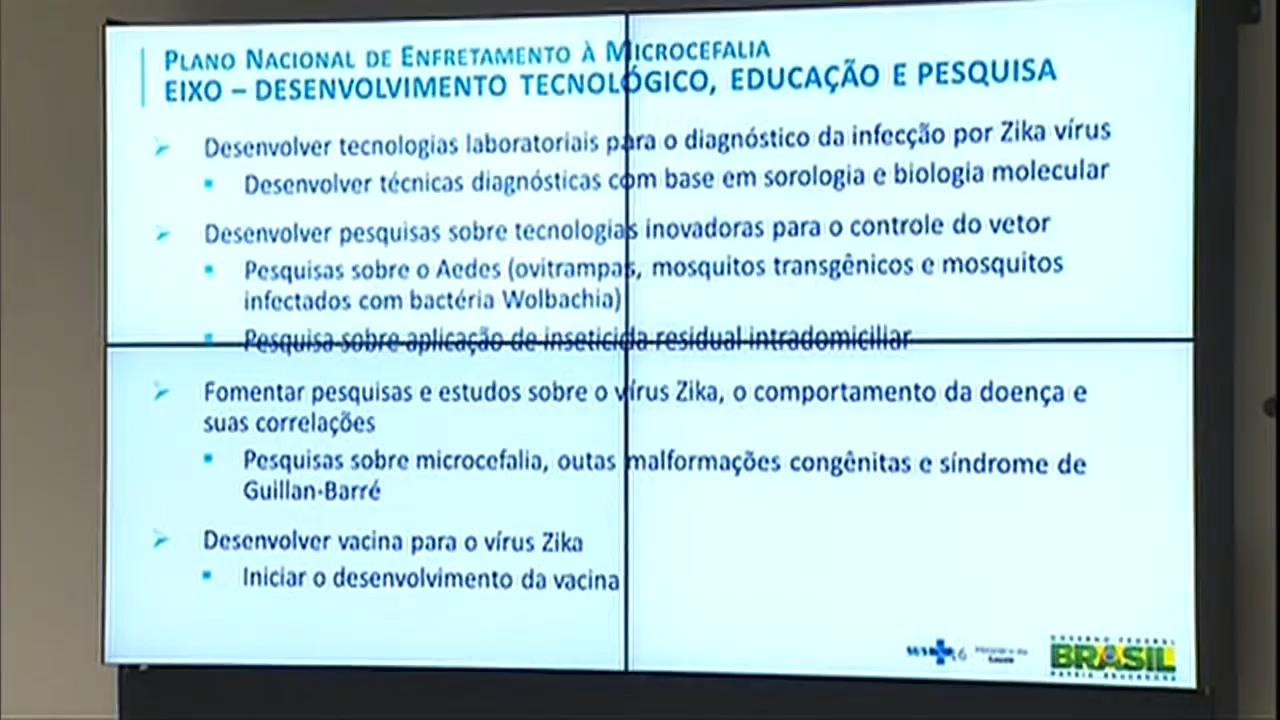 PLANO NACIONAL DE ENFRETAMENTO À MICROCEFALIA
EIXO – DESENVOLVIMENTO TECNOLÓGICO, EDUCAÇÃO E PESQUISA
Desenvolver tecnologias laboratoriais para o diagnóstico da infecção por Zika vírus
Desenvolver técnicas diagnósticas com base em sorologia e biologia molecular
Desenvolver pesquisas sobre tecnologias inovadoras para o controle do vetor
Pesquisas sobre o Aedes (ovitrampas, mosquitos transgênicos e mosquitos
infectados com bactéria Wolbachia)
Pesquisa sobre aplicação de inseticida residual intradomiciliar
Fomentar pesquisas e estudos sobre o vírus Zika, o comportamento da doença e
suas correlações
Pesquisas sobre microcefalia, outas malformações congênitas e síndrome de
Guillan-Barré
Desenvolver vacina para o vírus Zika
Iniciar o desenvolvimento da vacina
SUS
Saúde
GOVERNO FEDERAL
BRASIL